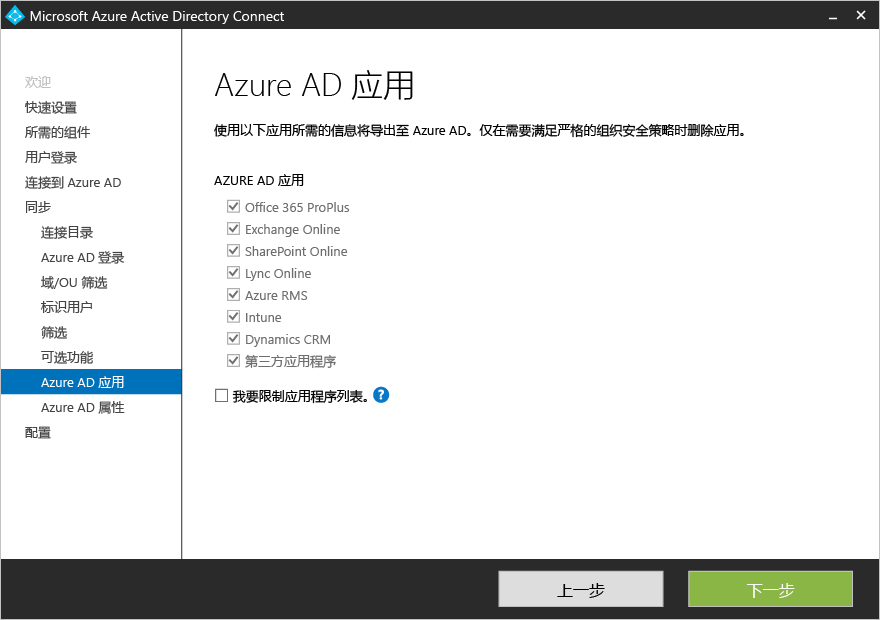 Microsoft Azure Active Directory Connect
欢迎
快速设置
所需的组件
用户登录
连接到 Azure AD
同步
连接目录
Azure AD 登录
域/OU 筛选
标识用户
筛选
可选功能
Azure AD 应用
Azure AD 属性
配置
Azure AD 应用
使用以下应用所需的信息将导出至 Azure AD。仅在需要满足严格的组织安全策略时删除应用。
AZURE AD 应用
Office 365 ProPlus
Exchange Online
SharePoint Online
Lync Online
Azure RMS
Intune
Dynamics CRM
第三方应用程序
我要限制应用程序列表。
?
上一步
下一步